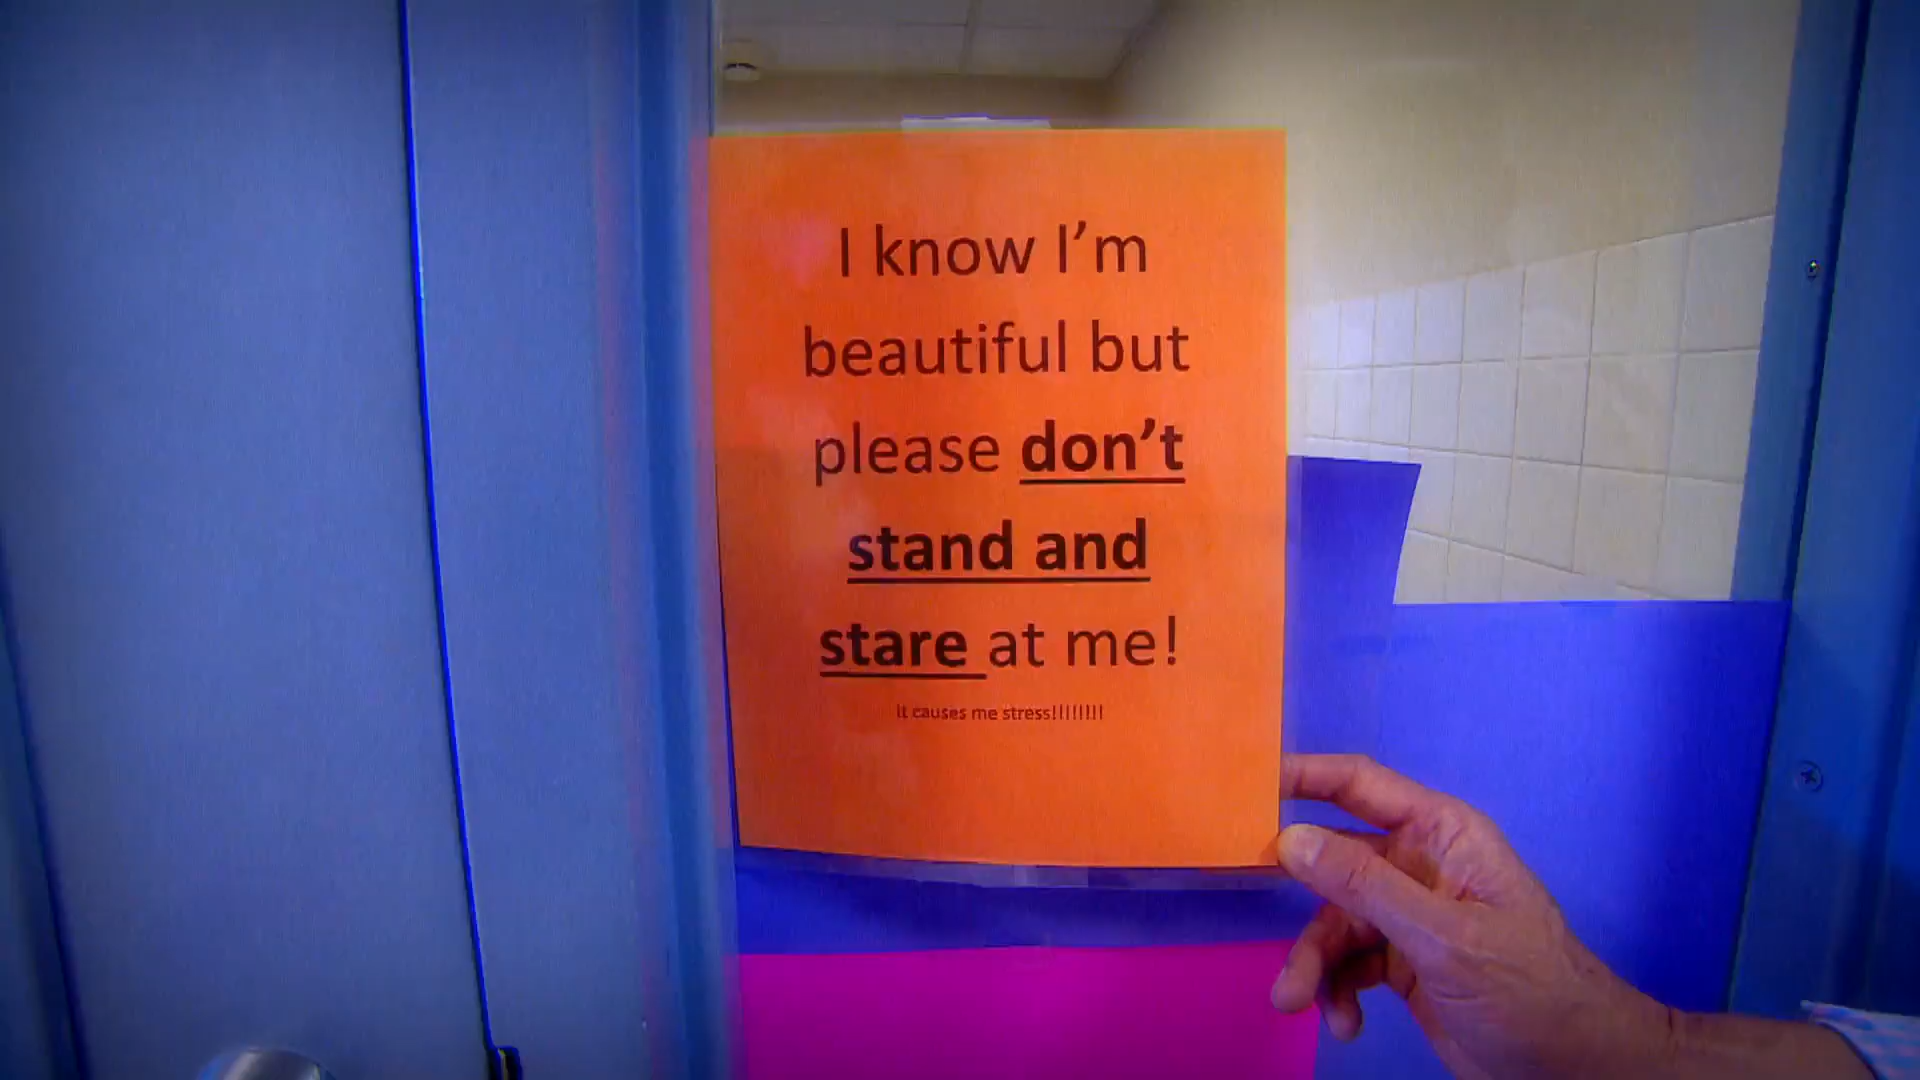 I know I'm
beautiful but
please don't
stand and
stare at me!
It causes me stress!!!!!!!!